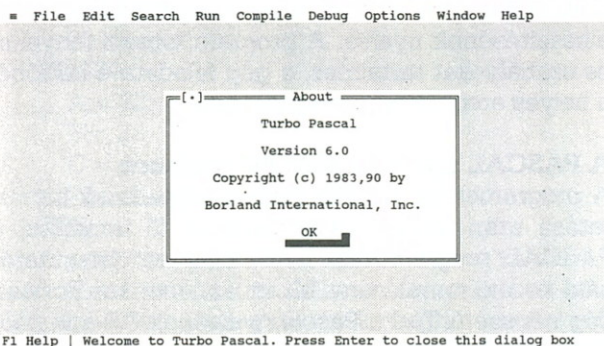 ≡ File Edit Search Run Compile Debug Options Window Help
[·] About
Turbo Pascal
Version 6.0
Copyright (c) 1983,90 by
Borland International, Inc.
OK
F1 Help | Welcome to Turbo Pascal. Press Enter to close this dialog box